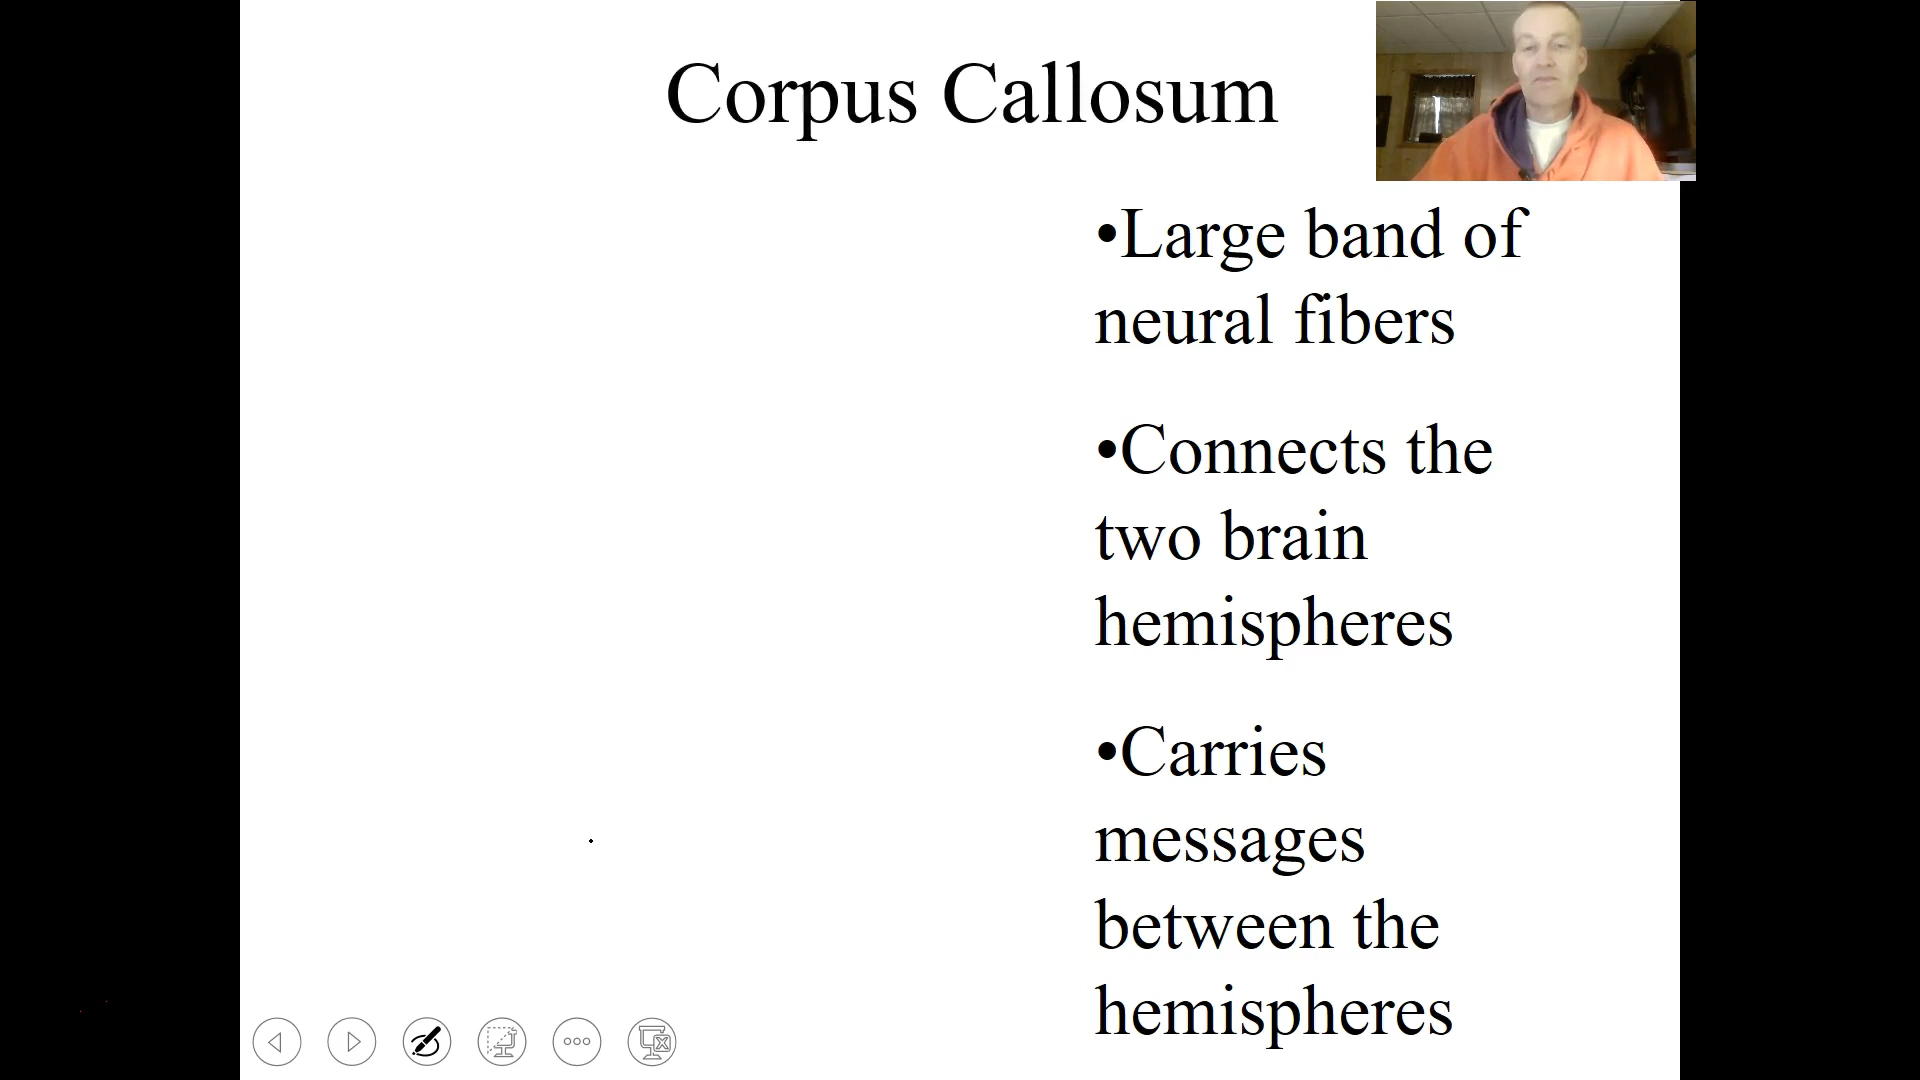 Corpus Callosum
•Large band of
neural fibers
•Connects the
two brain
hemispheres
•Carries
messages
between the
hemispheres